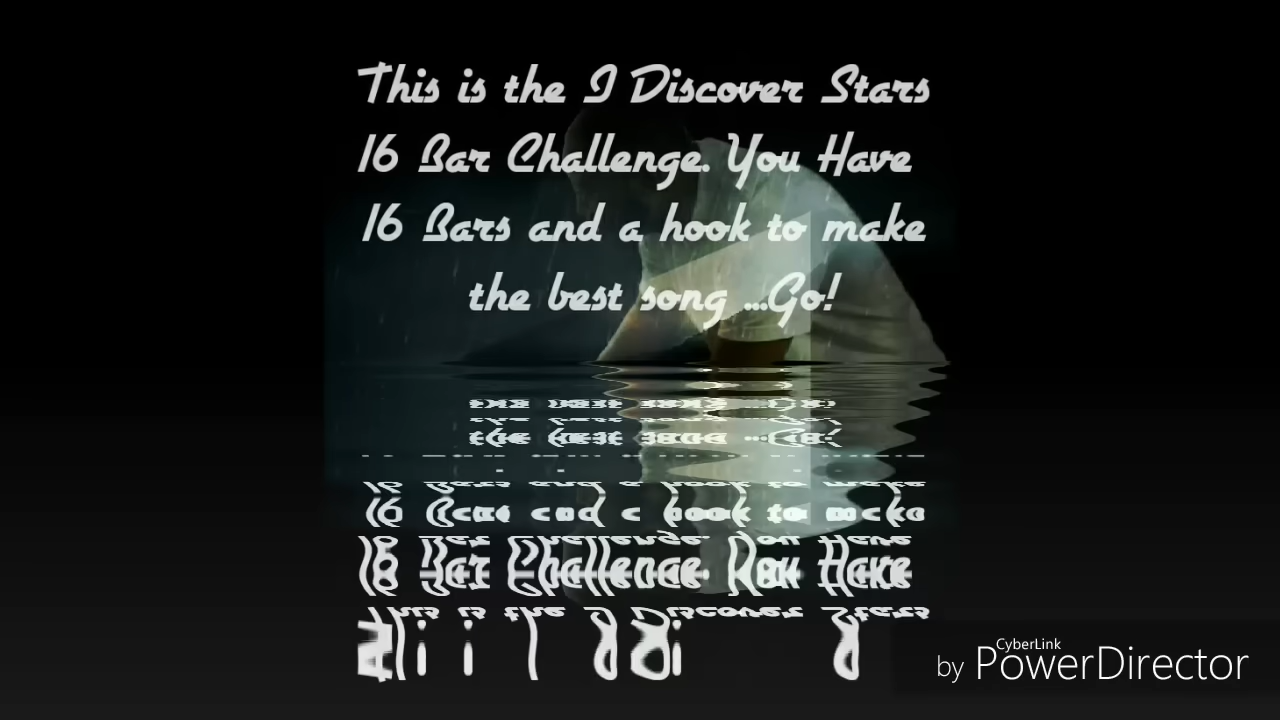 This is the I Discover Stars
16 Bar Challenge. You Have
16 Bars and a hook to make
the best song ...Go!
CyberLink
by PowerDirector